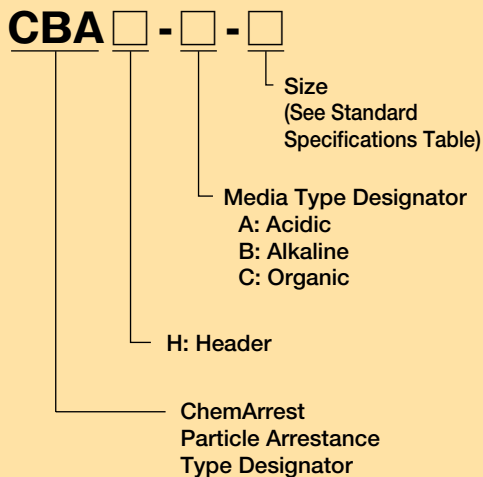 CBA □ - □ - □
Size
(See Standard
Specifications Table)
Media Type Designator
A: Acidic
B: Alkaline
C: Organic
H: Header
ChemArrest
Particle Arrestance
Type Designator